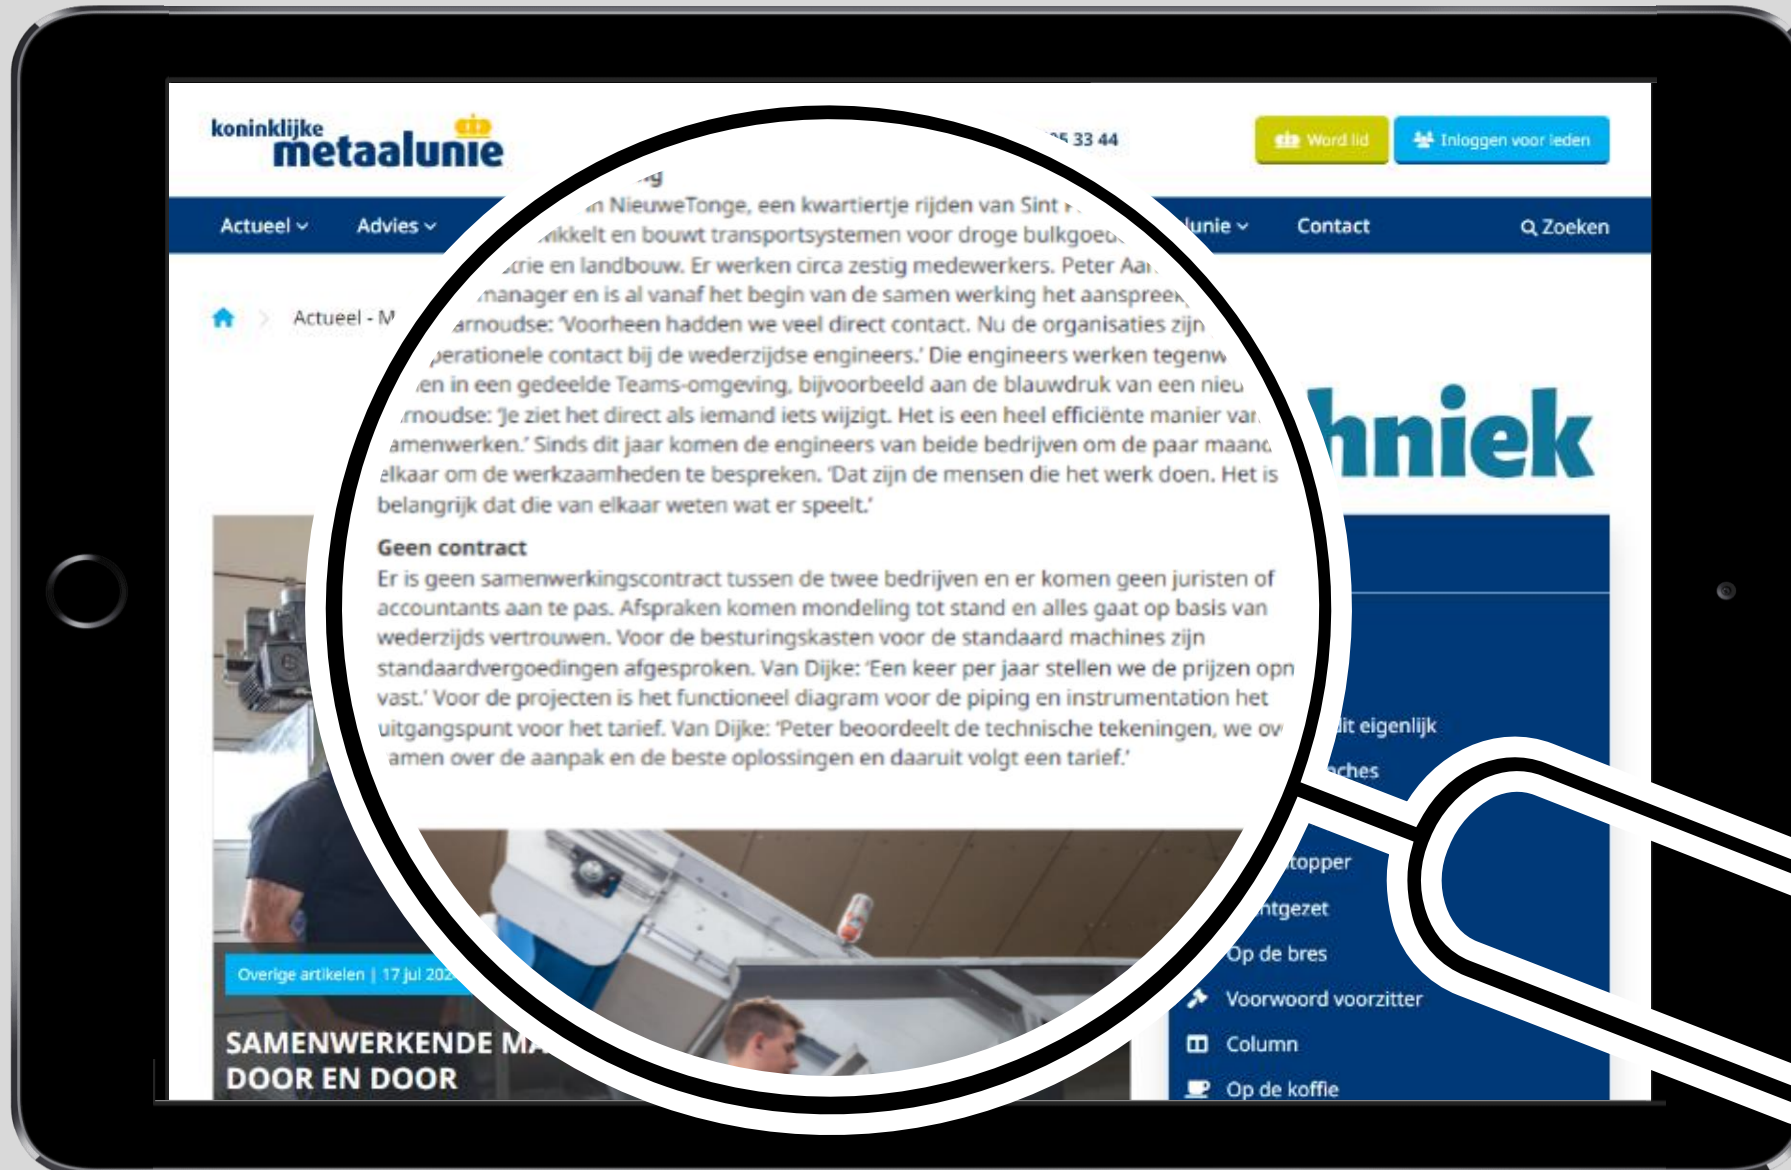 koninklijke
metaalunie
33 44
Word lid
Inloggen voor leden
Actueel
Advies
Contact
Zoeken
Actueel -
NieuweTonge, een kwartiertje rijden van Sint
en bouwt transportsystemen voor droge
en landbouw. Er werken circa zestig medewerkers. Peter
manager en is al vanaf het begin van de samen werking het
arnoudse: ‘Voorheen hadden we veel direct contact. Nu de organisaties zijn
contact bij de wederzijdse engineers.’ Die engineers werken
in een gedeelde Teams-omgeving, bijvoorbeeld aan de blauwdruk van een
rnoudse: ‘Je ziet het direct als iemand iets wijzigt. Het is een heel efficiënte manier van
amenwerken.’ Sinds dit jaar komen de engineers van beide bedrijven om de paar maand
elkaar om de werkzaamheden te bespreken. ‘Dat zijn de mensen die het werk doen. Het is
belangrijk dat die van elkaar weten wat er speelt.’
Geen contract
Er is geen samenwerkingscontract tussen de twee bedrijven en er komen geen juristen of
accountants aan te pas. Afspraken komen mondeling tot stand en alles gaat op basis van
wederzijds vertrouwen. Voor de besturingskasten voor de standaard machines zijn
standaardvergoedingen afgesproken. Van Dijke: ‘Een keer per jaar stellen we de prijzen opn
vast.’ Voor de projecten is het functioneel diagram voor de piping en instrumentation het
uitgangspunt voor het tarief. Van Dijke: ‘Peter beoordeelt de technische tekeningen, we ov
amen over de aanpak en de beste oplossingen en daaruit volgt een tarief.’
hniek
dit eigenlijk
topper
Op de bres
Voorwoord voorzitter
Column
Op de koffie
Overige artikelen | 17 jul 202
SAMENWERKENDE MA
DOOR EN DOOR